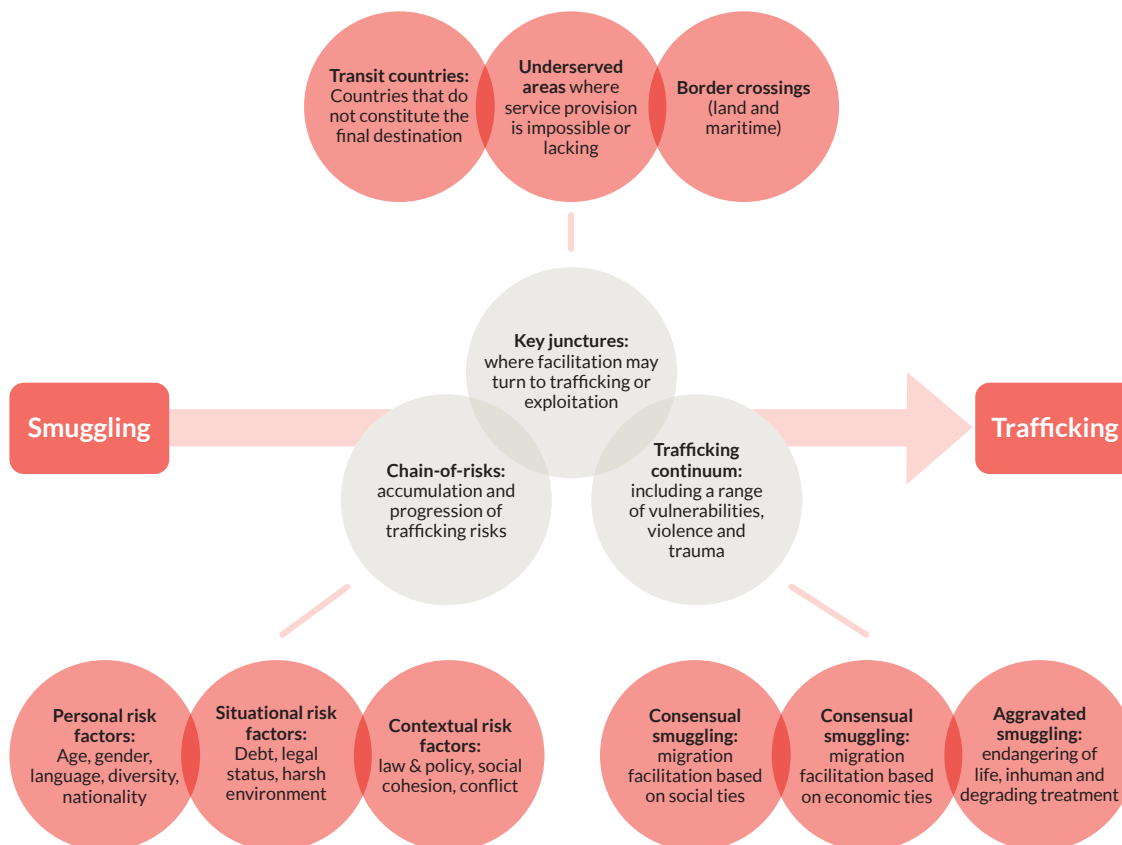 Transit countries:
Countries that do
not constitute the
final destination
Underserved
areas where
service provision
is impossible or
lacking
Border crossings
(land and
maritime)
Key junctures:
where facilitation may
turn to trafficking or
exploitation
Smuggling
Trafficking
Chain-of-risks:
accumulation and
progression of
trafficking risks
Trafficking
continuum:
including a range
of vulnerabilities,
violence and
trauma
Personal risk
factors:
Age, gender,
language, diversity,
nationality
Situational risk
factors:
Debt, legal
status, harsh
environment
Contextual risk
factors:
law & policy, social
cohesion, conflict
Consensual
smuggling:
migration
facilitation based
on social ties
Consensual
smuggling:
migration
facilitation based
on economic ties
Aggravated
smuggling:
endangering of
life, inhuman and
degrading treatment